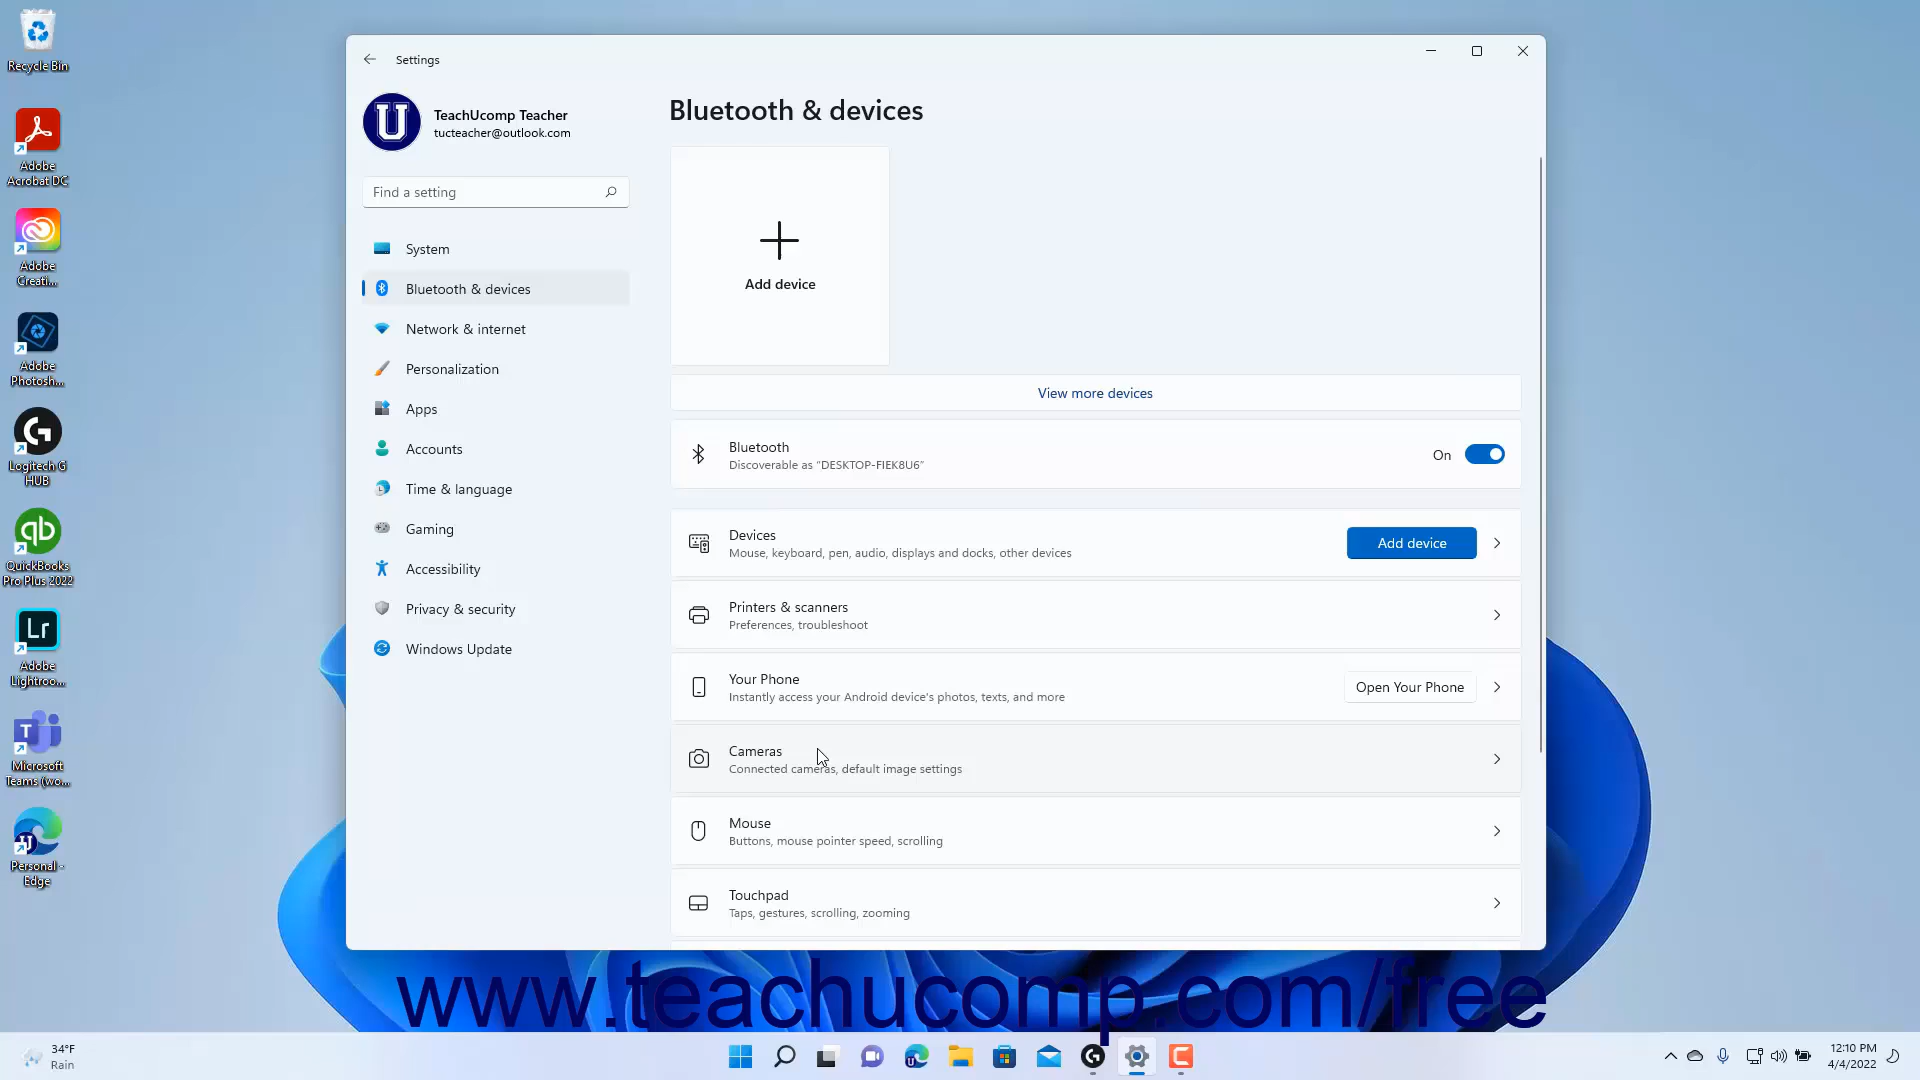 Recycle Bin
Adobe
Acrobat DC
Adobe
Creati...
Adobe
Photosh...
Logitech G
HUB
QuickBooks
Pro Plus 2022
Lr
Adobe
Lightroo...
Microsoft
Teams (wo...
Personal -
Edge
Settings
TeachUcomp Teacher
tucteacher@outlook.com
Find a setting
System
Bluetooth & devices
Network & internet
Personalization
Apps
Accounts
Time & language
Gaming
Accessibility
Privacy & security
Windows Update
Bluetooth & devices
Add device
View more devices
Bluetooth
Discoverable as "DESKTOP-FIEK8U6"
On
Devices
Mouse, keyboard, pen, audio, displays and docks, other devices
Add device
Printers & scanners
Preferences, troubleshoot
Your Phone
Instantly access your Android device's photos, texts, and more
Open Your Phone
Cameras
Connected cameras, default image settings
Mouse
Buttons, mouse pointer speed, scrolling
Touchpad
Taps, gestures, scrolling, zooming
www.teachucomp.com/free
34°F
Rain
12:10 PM
4/4/2022